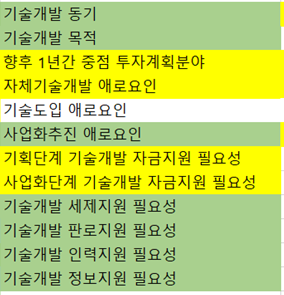 기술개발 동기
기술개발 목적
향후 1년간 중점 투자계획분야
자체기술개발 애로요인
기술도입 애로요인
사업화추진 애로요인
기획단계 기술개발 자금지원 필요성
사업화단계 기술개발 자금지원 필요성
기술개발 세제지원 필요성
기술개발 판로지원 필요성
기술개발 인력지원 필요성
기술개발 정보지원 필요성